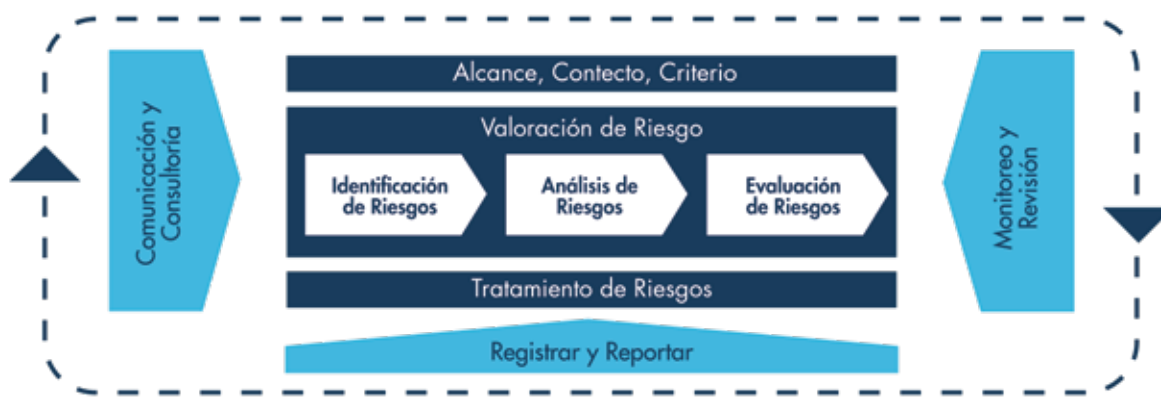 Comunicación y
Consultoría
Alcance, Contecto, Criterio
Valoración de Riesgo
Identificación
de Riesgos
Análisis de
Riesgos
Evaluación
de Riesgos
Tratamiento de Riesgos
Registrar y Reportar
Monitoreo y
Revisión